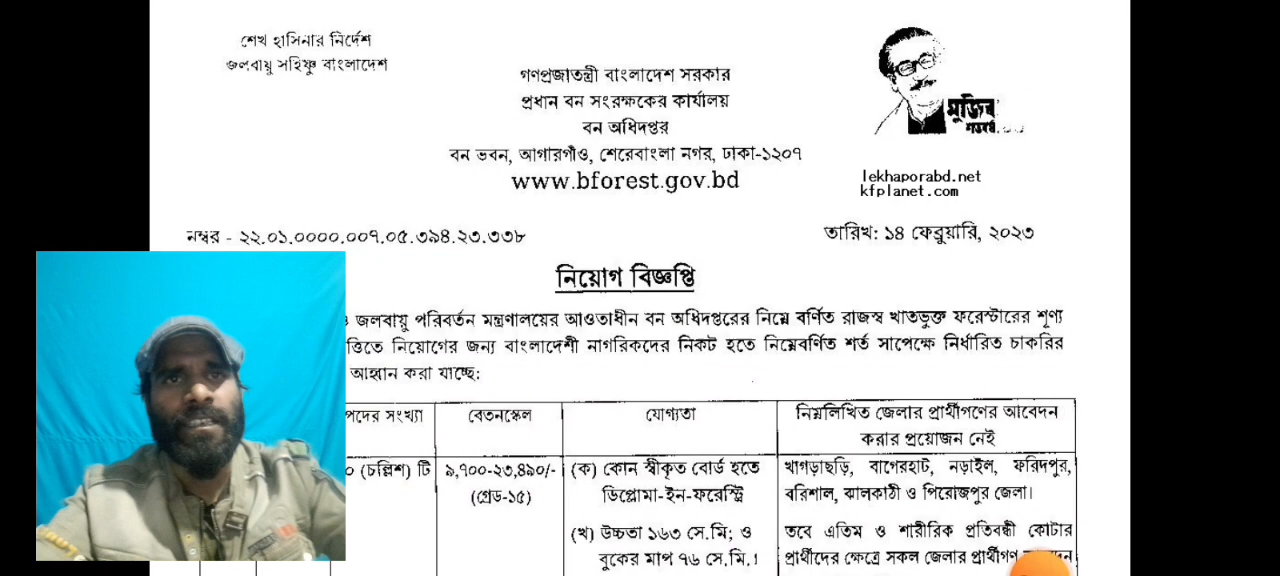 শেখ হাসিনার নির্দেশ
জলবায়ু সহিষ্ণু বাংলাদেশ
গণপ্রজাতন্ত্রী বাংলাদেশ সরকার
প্রধান বন সংরক্ষকের কার্যালয়
বন অধিদপ্তর
বন ভবন, আগারগাঁও, শেরেবাংলা নগর, ঢাকা-১২০৭
www.bforest.gov.bd
মুজিব
শতবর্ষ
lekhaporabd.net
kfplanet.com
নম্বর - ২২.০১.০০০০.০০৭.০৫.৩৯৪.২৩.৩৩৮
তারিখ: ১৪ ফেব্রুয়ারি, ২০২৩
নিয়োগ বিজ্ঞপ্তি
জলবায়ু পরিবর্তন মন্ত্রণালয়ের আওতাধীন বন অধিদপ্তরের নিম্নে বর্ণিত রাজস্ব খাতভুক্ত ফরেস্টারের শূণ্য
ত্তিতে নিয়োগের জন্য বাংলাদেশী নাগরিকদের নিকট হতে নিম্নেবর্ণিত শর্ত সাপেক্ষে নির্ধারিত চাকরির
আহ্বান করা যাচ্ছে:
পদের সংখ্যা
বেতনস্কেল
যোগ্যতা
নিম্নলিখিত জেলার প্রার্থীগণের আবেদন
করার প্রয়োজন নেই
০ (চল্লিশ) টি
৯,৭০০-২৩,৪৯০/-
(গ্রেড-১৫)
(ক) কোন স্বীকৃত বোর্ড হতে
ডিপ্লোমা-ইন-ফরেস্ট্রি
(খ) উচ্চতা ১৬৩ সে.মি; ও
বুকের মাপ ৭৬ সে.মি.।
খাগড়াছড়ি, বাগেরহাট, নড়াইল, ফরিদপুর,
বরিশাল, ঝালকাঠী ও পিরোজপুর জেলা।
তবে এতিম ও শারীরিক প্রতিবন্ধী কোটার
প্রার্থীদের ক্ষেত্রে সকল জেলার প্রার্থীগণ